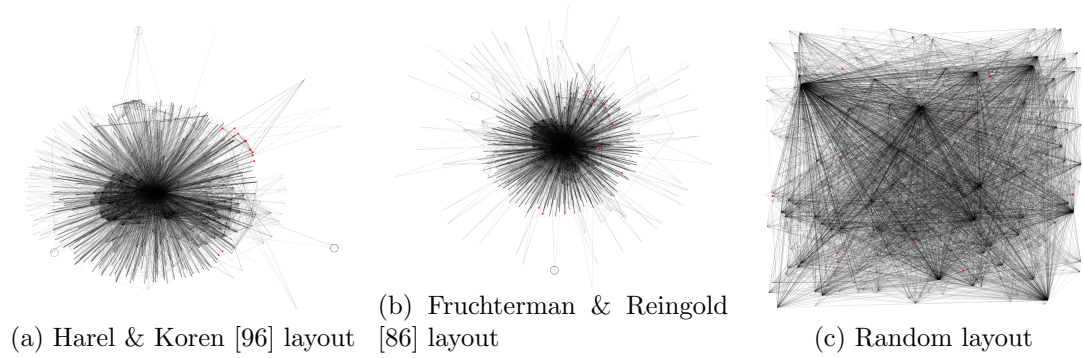 (a) Harel & Koren [96] layout
(b) Fruchterman & Reingold
[86] layout
(c) Random layout